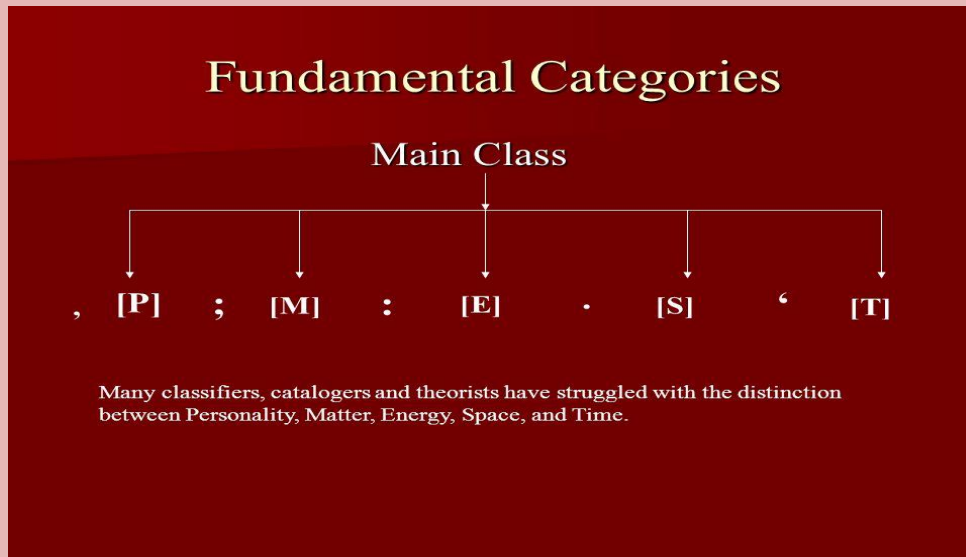 Fundamental Categories
Main Class
, [P] ; [M] : [E] . [S] ‘ [T]
Many classifiers, catalogers and theorists have struggled with the distinction
between Personality, Matter, Energy, Space, and Time.